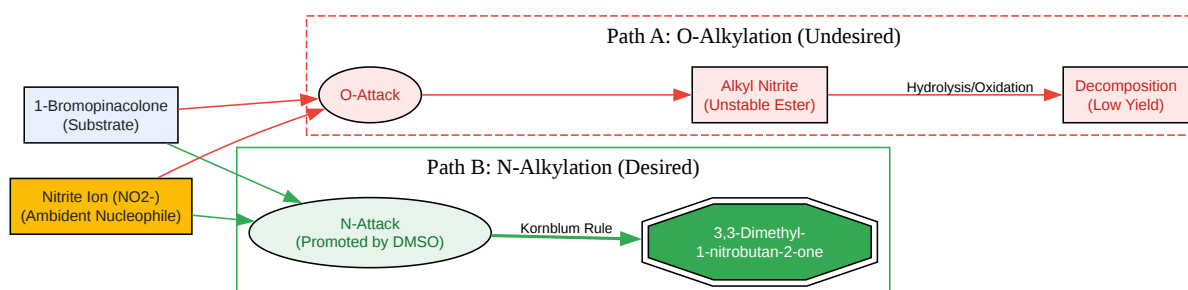 Path A: O-Alkylation (Undesired)
1-Bromopinacolone
(Substrate)
O-Attack
Alkyl Nitrite
(Unstable Ester)
Hydrolysis/Oxidation
Decomposition
(Low Yield)
Path B: N-Alkylation (Desired)
Nitrite Ion (NO2-)
(Ambident Nucleophile)
N-Attack
(Promoted by DMSO)
Kornblum Rule
3,3-Dimethyl-
1-nitrobutan-2-one